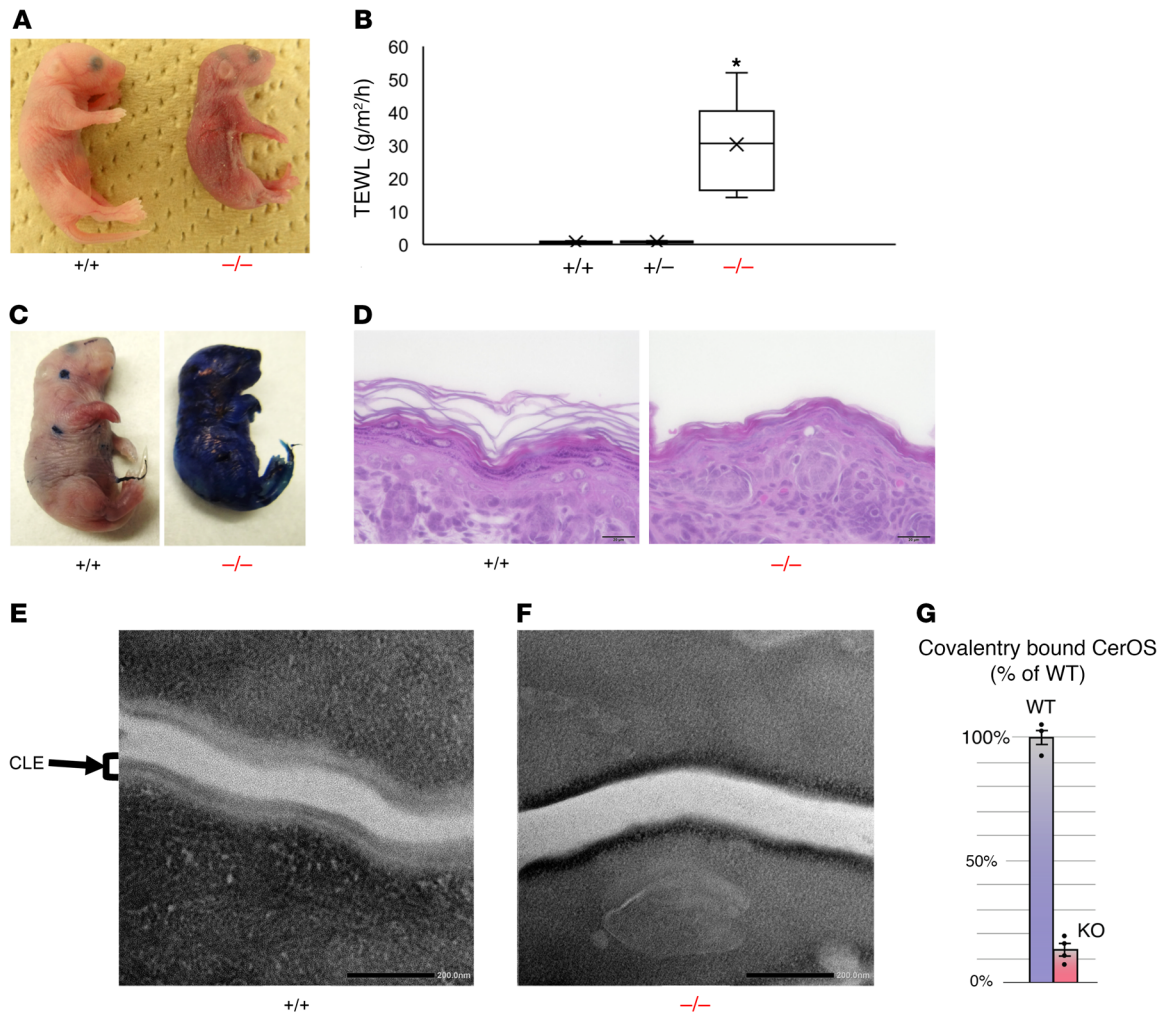 A
+/+
–/–
B
TEWL (g/m²/h)
60
50
40
30
20
10
0
*
+/+
+/–
–/–
C
+/+
–/–
D
+/+
–/–
E
CLE
200.0nm
+/+
F
200.0nm
–/–
G
Covalentry bound CerOS
(% of WT)
WT
100%
50%
KO
0%